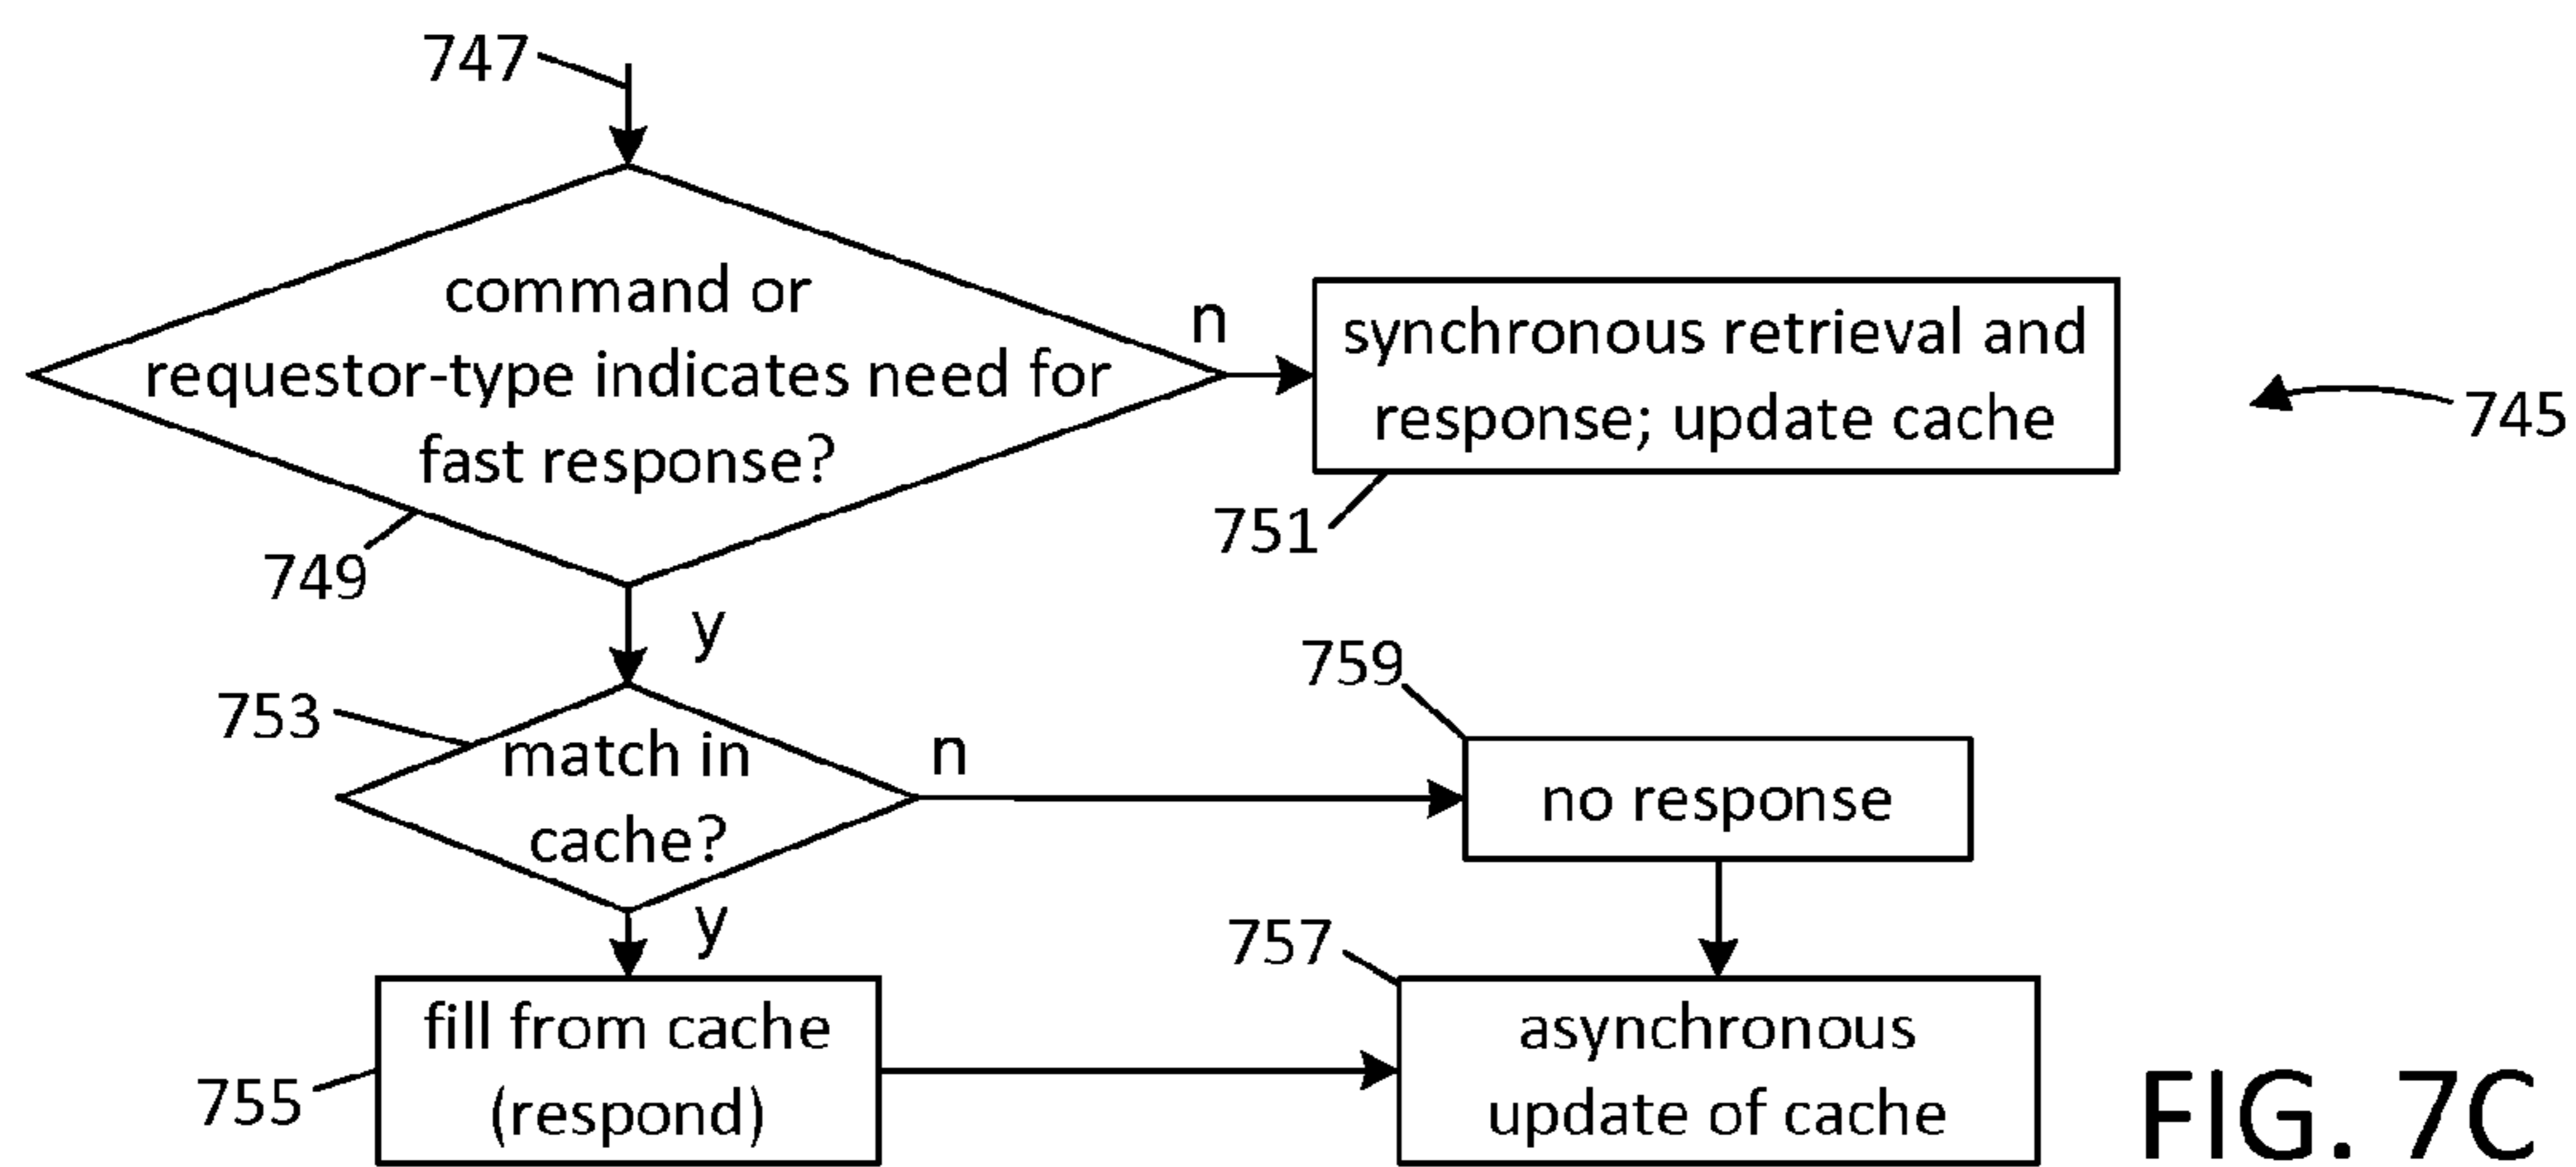 747
command or
requestor-type indicates need for
fast response?
n
synchronous retrieval and
response; update cache
745
749
751
y
753
match in
cache?
n
759
no response
y
755
fill from cache
(respond)
757
asynchronous
update of cache
FIG. 7C